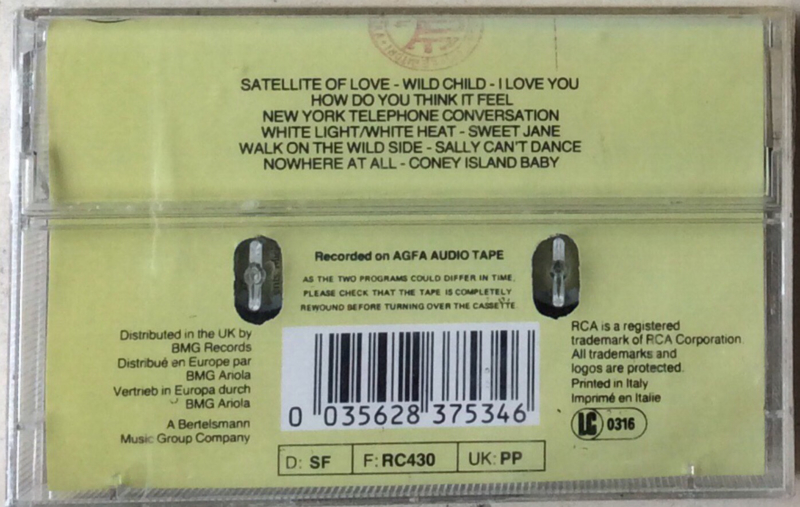 SATELLITE OF LOVE - WILD CHILD - I LOVE YOU
HOW DO YOU THINK IT FEEL
NEW YORK TELEPHONE CONVERSATION
WHITE LIGHT/WHITE HEAT - SWEET JANE
WALK ON THE WILD SIDE - SALLY CAN'T DANCE
NOWHERE AT ALL - CONEY ISLAND BABY
Recorded on AGFA AUDIO TAPE
AS THE TWO PROGRAMS COULD DIFFER IN TIME,
PLEASE CHECK THAT THE TAPE IS COMPLETELY
REWOUND BEFORE TURNING OVER THE CASSETTE
Distributed in the UK by
BMG Records
Distribué en Europe par
BMG Ariola
Vertrieb in Europa durch
BMG Ariola
A Bertelsmann
Music Group Company
0 035628 375346
RCA is a registered
trademark of RCA Corporation.
All trademarks and
logos are protected.
Printed in Italy
Imprimé en Italie
LC 0316
D: SF F: RC430 UK: PP